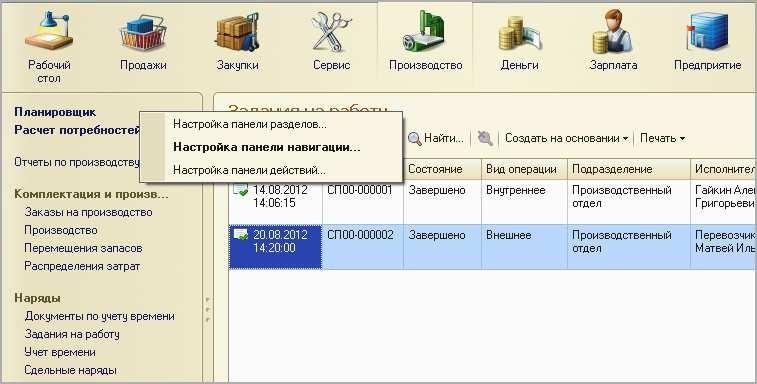 Рабочий стол
Продажи
Закупки
Сервис
Производство
Деньги
Зарплата
Предприятие
Планировщик
Расчет потребностей
Отчеты по производству
Комплектация и произв...
Заказы на производство
Производство
Перемещения запасов
Распределения затрат
Наряды
Документы по учету времени
Задания на работу
Учет времени
Сдельные наряды
Задания на работу
Настройка панели разделов...
Настройка панели навигации...
Настройка панели действий...
Найти...
Создать на основании
Печать
Состояние
Вид операции
Подразделение
Исполнител
14.08.2012
14:06:15
СП00-000001
Завершено
Внутреннее
Производственный
отдел
Гайкин Але
Григорьеви
20.08.2012
14:20:00
СП00-000002
Завершено
Внешнее
Производственный
отдел
Перевозчик
Матвей Иль